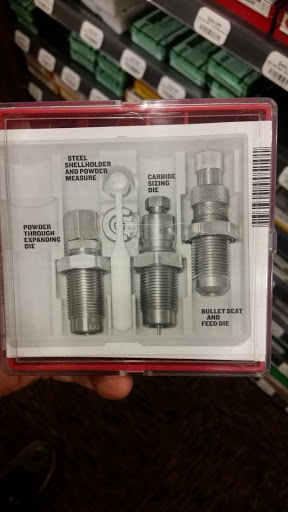 STEEL
SHELLHOLDER
AND POWDER
MEASURE
CARBIDE
SIZING
DIE
POWDER
THROUGH
EXPANDING
DIE
BULLET SEAT
AND
FEED DIE